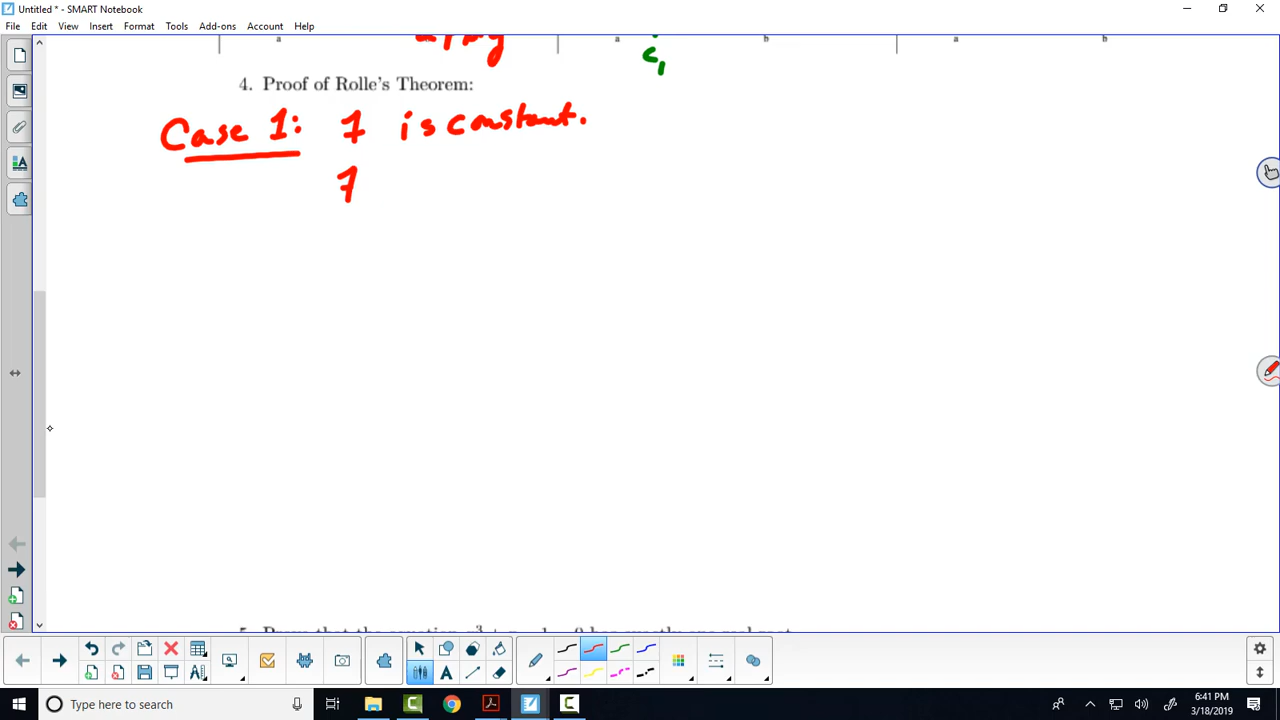 Untitled * - SMART Notebook
File Edit View Insert Format Tools Add-ons Account Help
a a b a b
c₁
4. Proof of Rolle's Theorem:
Case 1: f is constant.
f
Type here to search
6:41 PM
3/18/2019